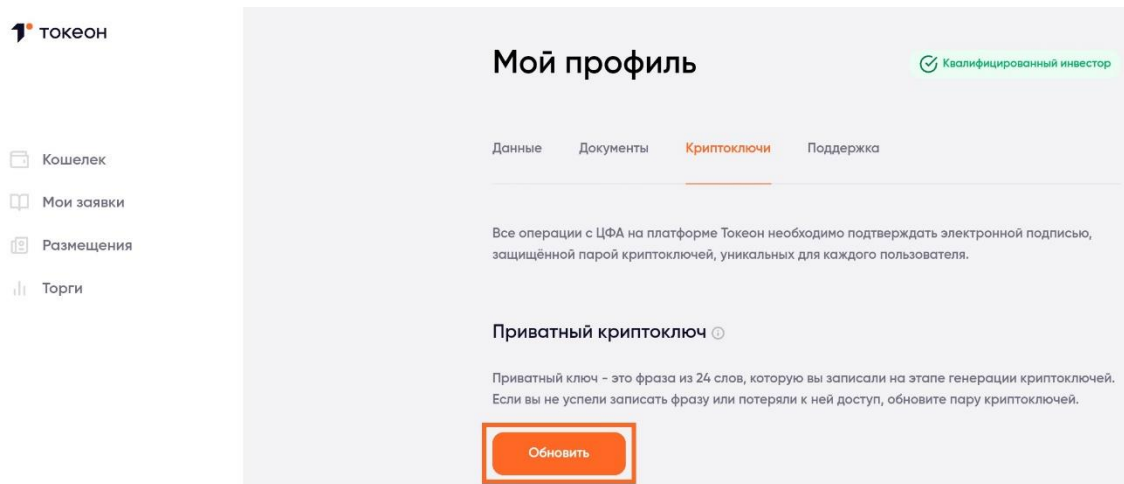 токеон
Кошелек
Мои заявки
Размещения
Торги
Мой профиль
Квалифицированный инвестор
Данные Документы Криптоключи Поддержка
Все операции с ЦФА на платформе Токеон необходимо подтверждать электронной подписью,
защищённой парой криптоключей, уникальных для каждого пользователя.
Приватный криптоключ
Приватный ключ - это фраза из 24 слов, которую вы записали на этапе генерации криптоключей.
Если вы не успели записать фразу или потеряли к ней доступ, обновите пару криптоключей.
Обновить